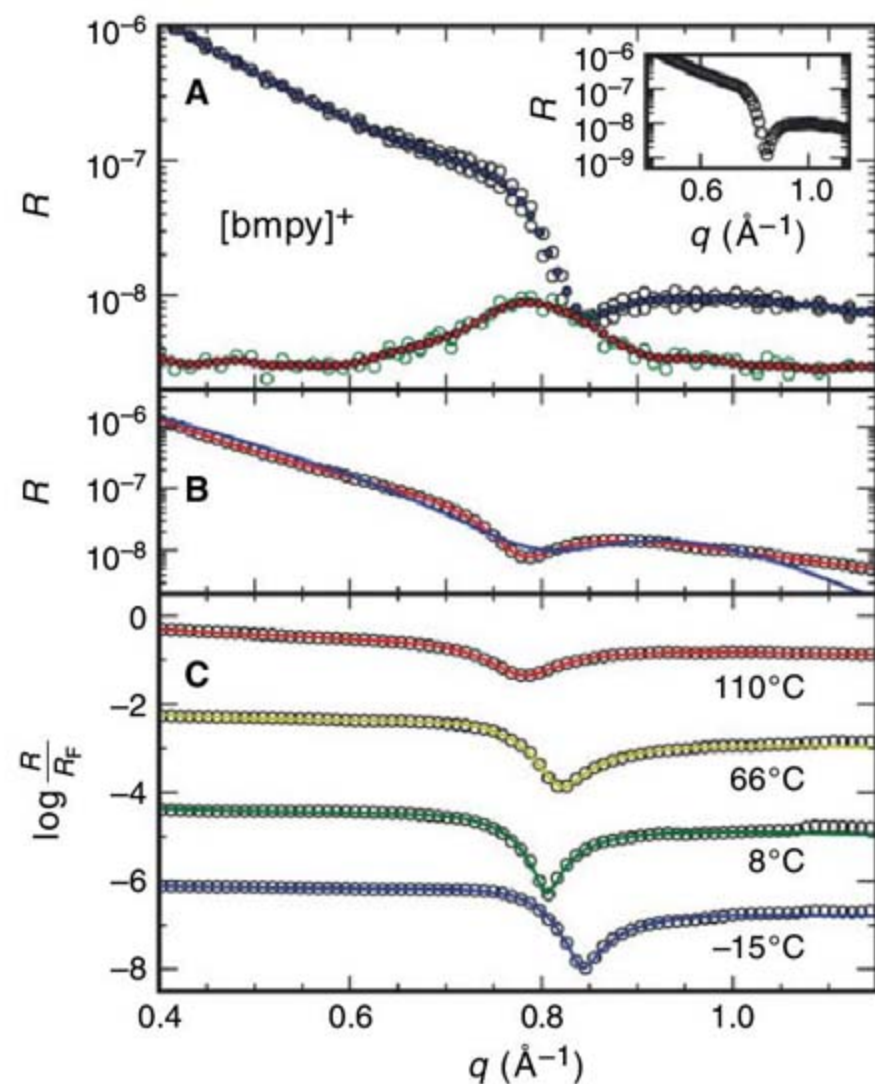 10⁻⁶
10⁻⁷
10⁻⁸
R
A
[bmpy]⁺
10⁻⁶
10⁻⁷
10⁻⁸
10⁻⁹
R
0.6 1.0
q (Å⁻¹)
10⁻⁶
10⁻⁷
10⁻⁸
R
B
0
–2
–4
–6
–8
log R/R_F
C
110°C
66°C
8°C
–15°C
0.4 0.6 0.8 1.0
q (Å⁻¹)